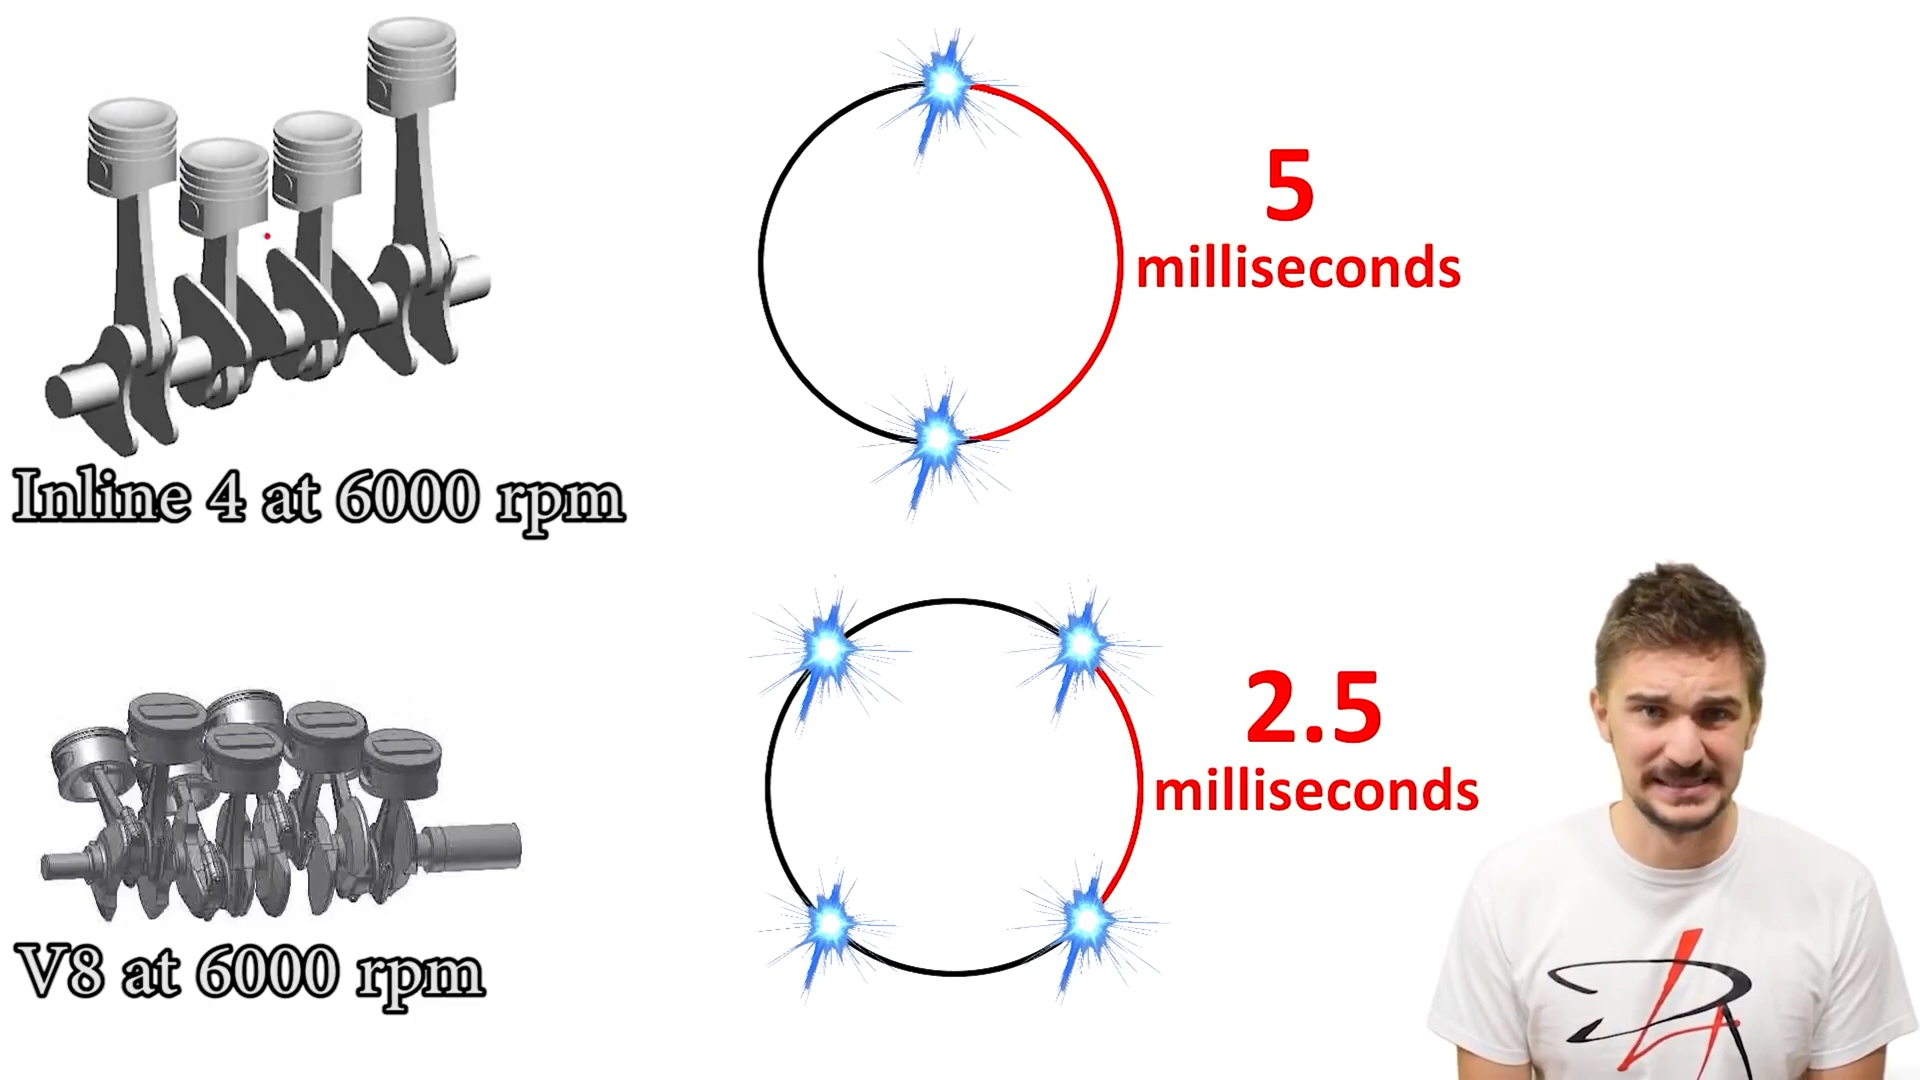 5
milliseconds
Inline 4 at 6000 rpm
2.5
milliseconds
V8 at 6000 rpm